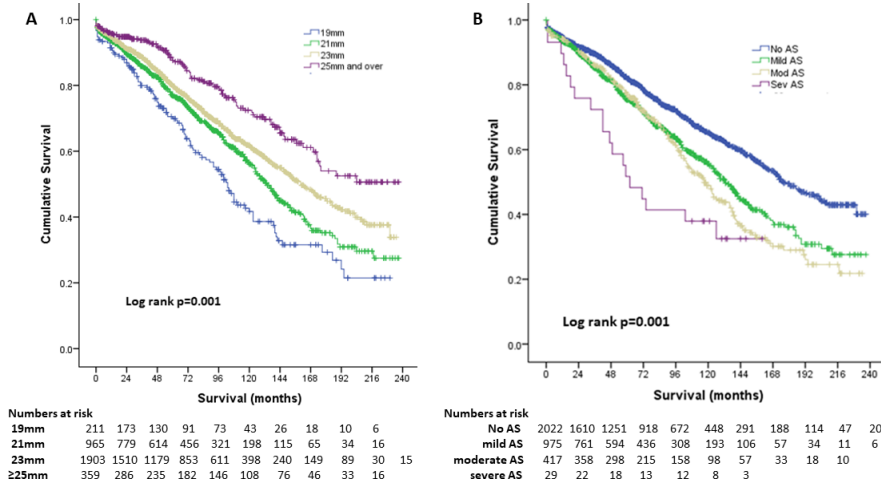 A
19mm
21mm
23mm
25mm and over
Cumulative Survival
1.0
0.8
0.6
0.4
0.2
0.0
Log rank p=0.001
0 24 48 72 96 120 144 168 192 216 240
Survival (months)
Numbers at risk
19mm 211 173 130 91 73 43 26 18 10 6
21mm 965 779 614 456 321 198 115 65 34 16
23mm 1903 1510 1179 853 611 398 240 149 89 30 15
≥25mm 359 286 235 182 146 108 76 46 33 16
B
No AS
Mild AS
Mod AS
Sev AS
Cumulative Survival
1.0
0.8
0.6
0.4
0.2
0.0
Log rank p=0.001
0 24 48 72 96 120 144 168 192 216 240
Survival (months)
Numbers at risk
No AS 2022 1610 1251 918 672 448 291 188 114 47 20
mild AS 975 761 594 436 308 193 106 57 34 11 6
moderate AS 417 358 298 215 158 98 57 33 18 10
severe AS 29 22 18 13 12 8 3